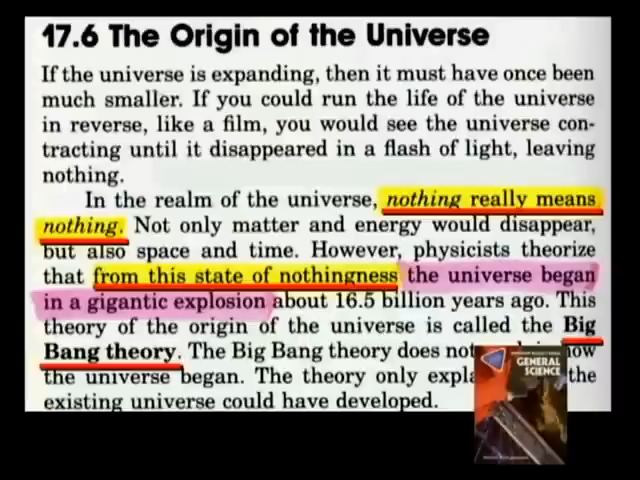 17.6 The Origin of the Universe
If the universe is expanding, then it must have once been
much smaller. If you could run the life of the universe
in reverse, like a film, you would see the universe con-
tracting until it disappeared in a flash of light, leaving
nothing.
In the realm of the universe, nothing really means
nothing. Not only matter and energy would disappear,
but also space and time. However, physicists theorize
that from this state of nothingness the universe began
in a gigantic explosion about 16.5 billion years ago. This
theory of the origin of the universe is called the Big
Bang theory. The Big Bang theory does not
the universe began. The theory only the
existing universe could have developed.
GENERAL
SCIENCE